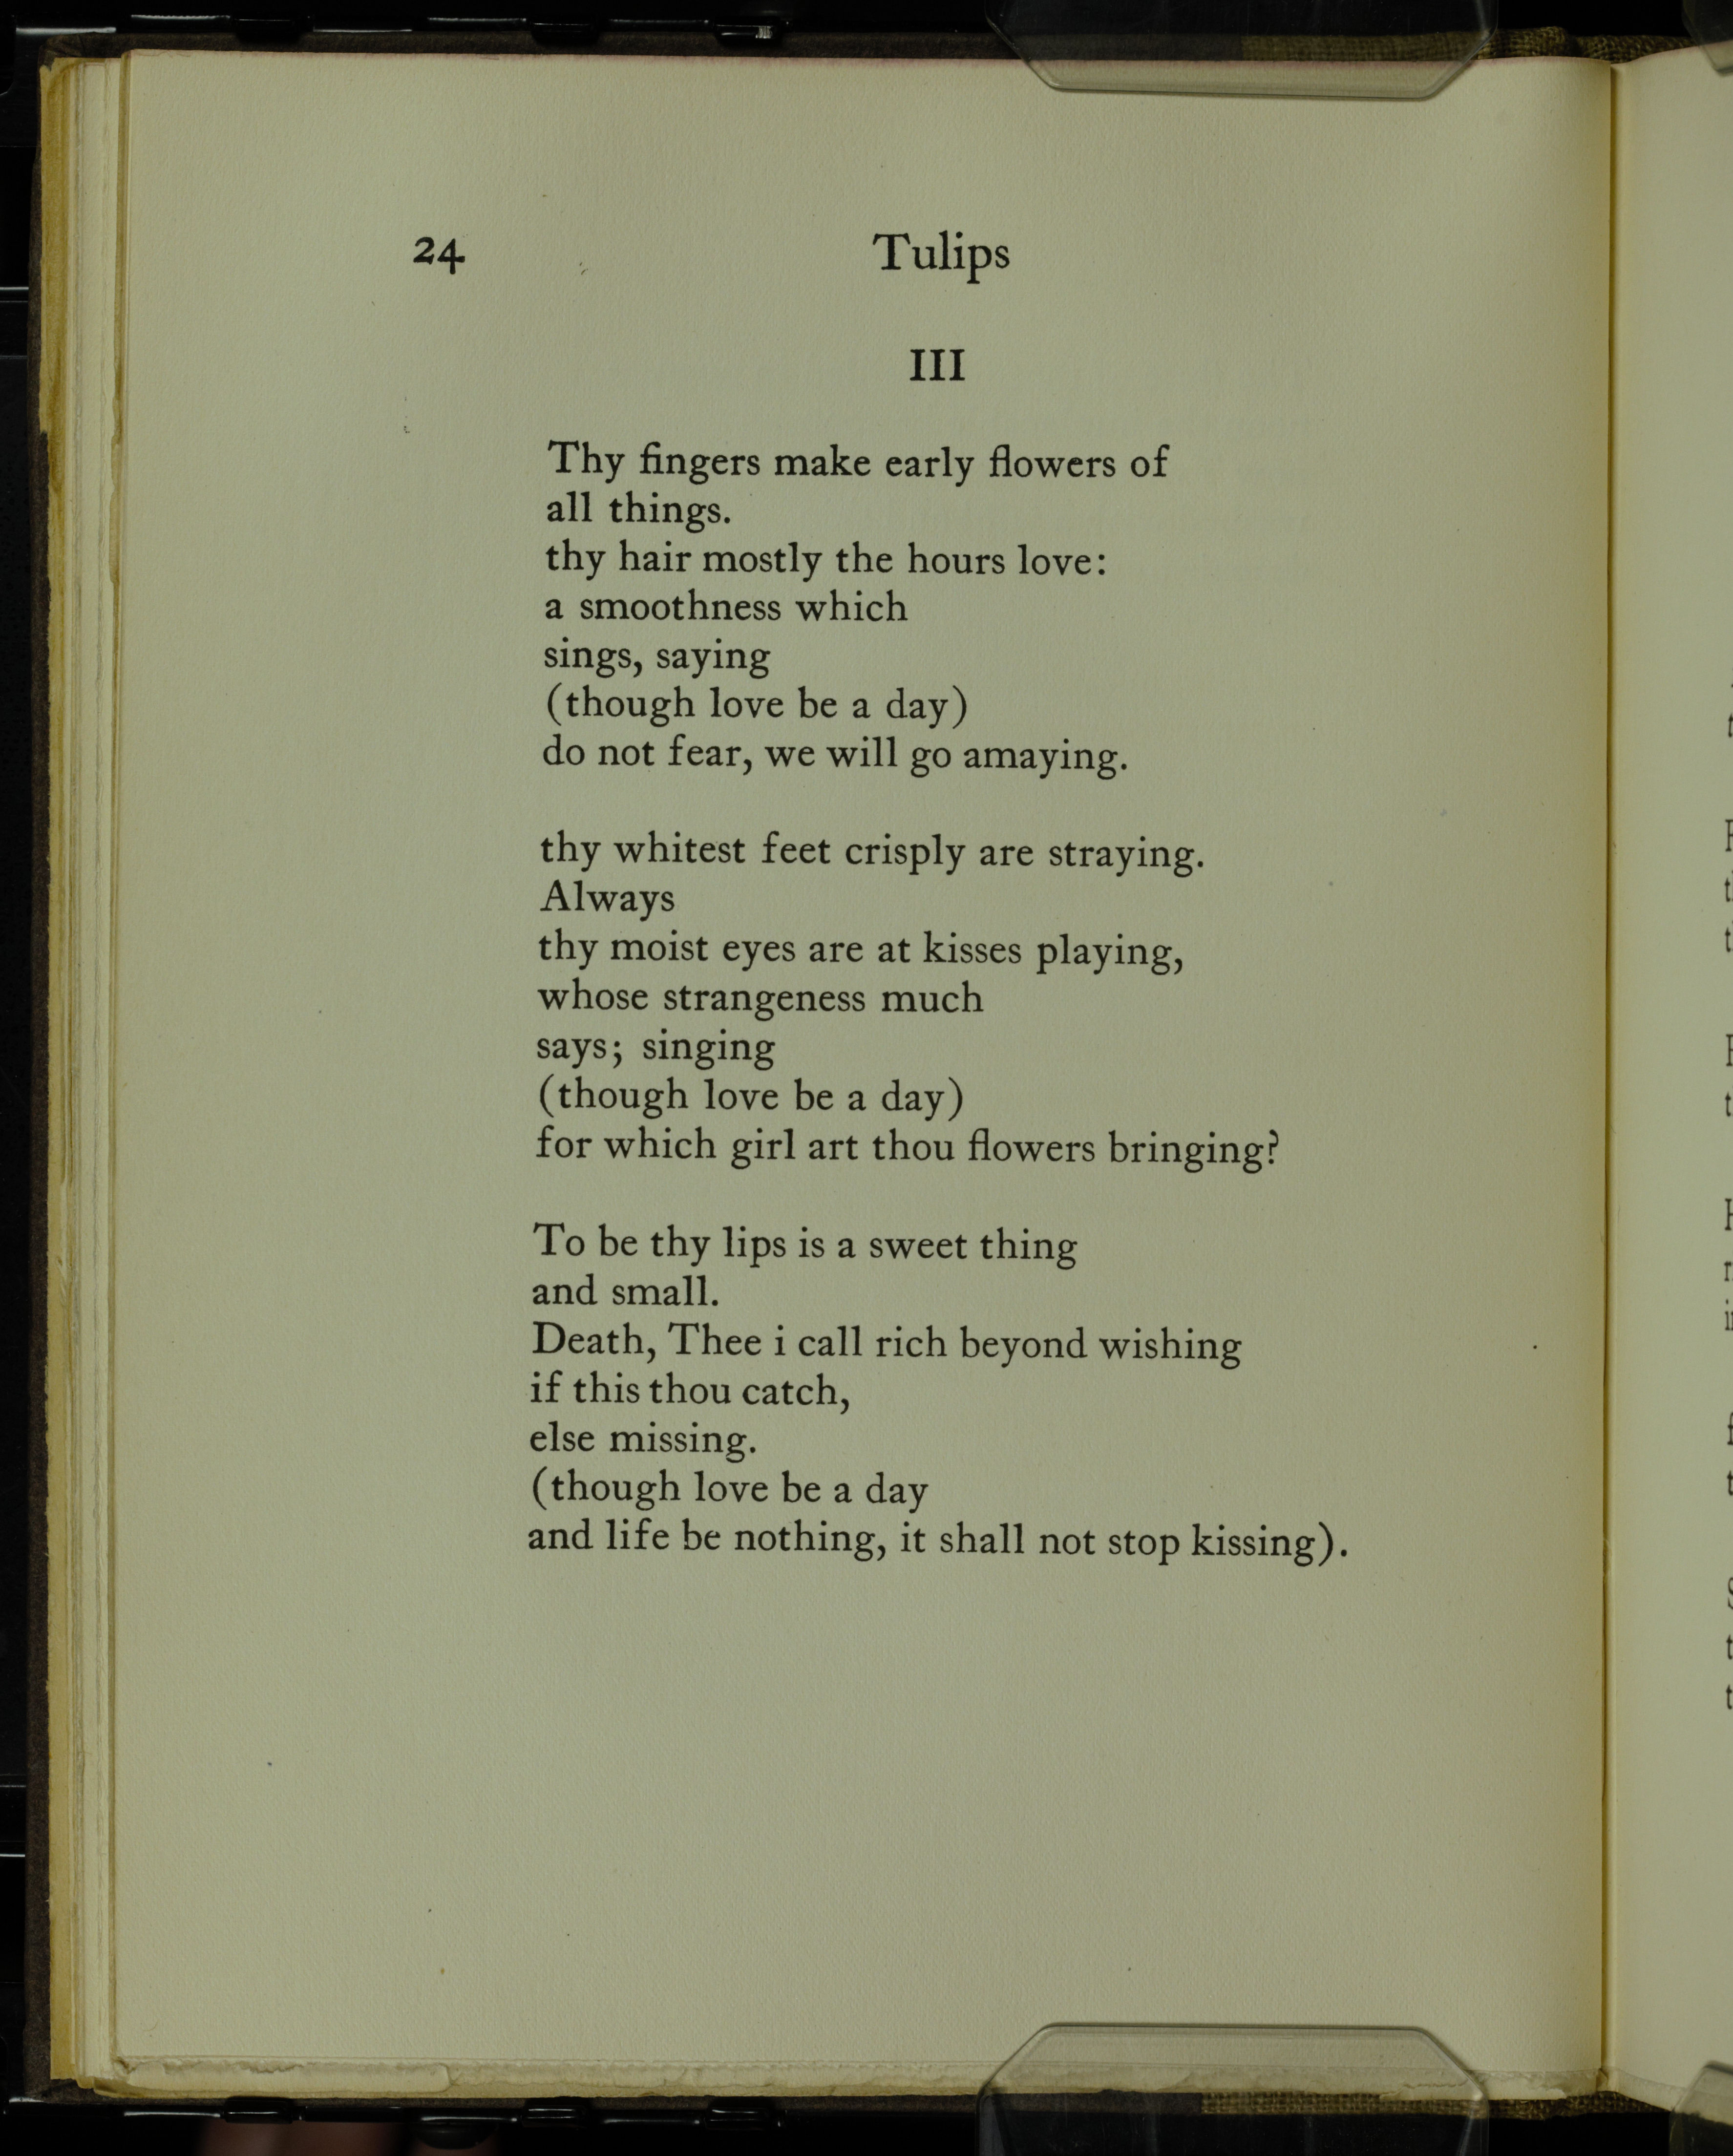 24 Tulips
III
Thy fingers make early flowers of
all things.
thy hair mostly the hours love:
a smoothness which
sings, saying
(though love be a day)
do not fear, we will go amaying.
thy whitest feet crisply are straying.
Always
thy moist eyes are at kisses playing,
whose strangeness much
says; singing
(though love be a day)
for which girl art thou flowers bringing?
To be thy lips is a sweet thing
and small.
Death, Thee i call rich beyond wishing
if this thou catch,
else missing.
(though love be a day
and life be nothing, it shall not stop kissing).